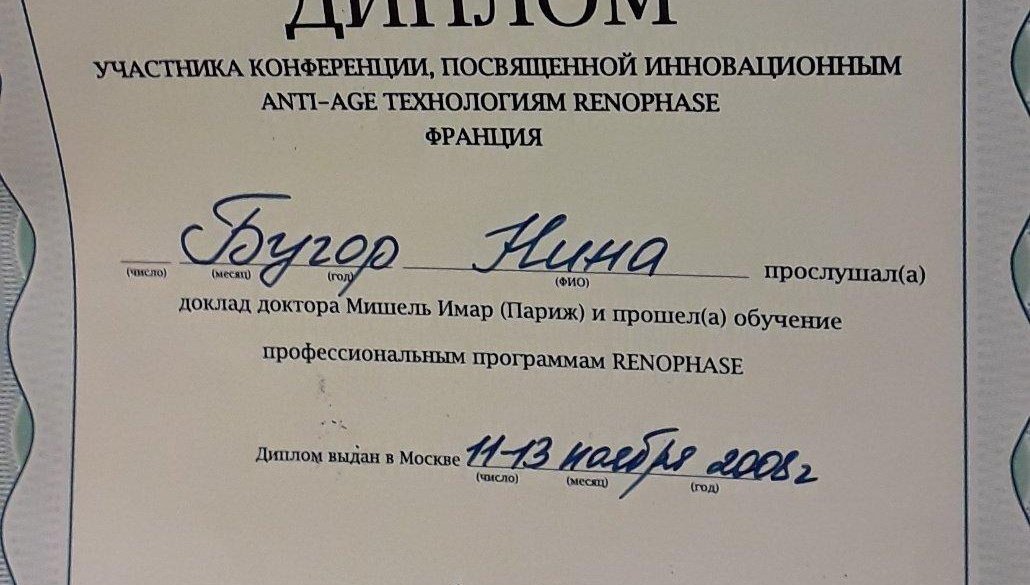 ДИПЛОМ
УЧАСТНИКА КОНФЕРЕНЦИИ, ПОСВЯЩЕННОЙ ИННОВАЦИОННЫМ
ANTI-AGE ТЕХНОЛОГИЯМ RENOPHASE
ФРАНЦИЯ
Бугор Нина прослушал(а)
(число) (месяц) (год) (ФИО)
доклад доктора Мишель Имар (Париж) и прошел(а) обучение
профессиональным программам RENOPHASE
Диплом выдан в Москве 11-13 ноября 2008г
(число) (месяц) (год)